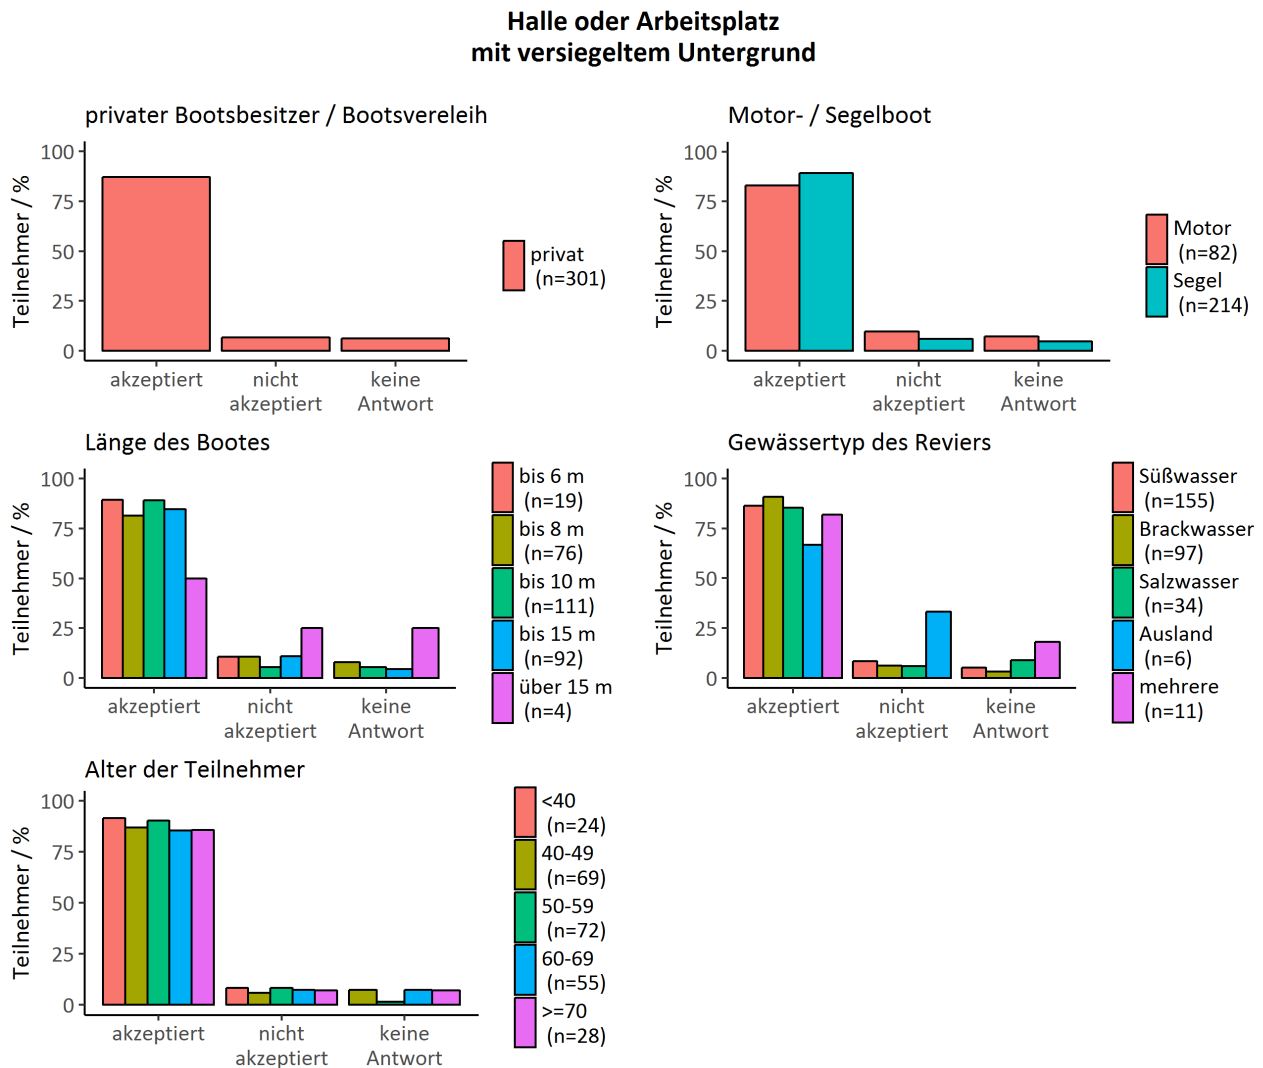 Halle oder Arbeitsplatz
mit versiegeltem Untergrund
privater Bootsbesitzer / Bootsvereleih
Teilnehmer / %
100
75
50
25
0
akzeptiert
nicht
akzeptiert
keine
Antwort
privat
(n=301)
Motor- / Segelboot
Teilnehmer / %
100
75
50
25
0
akzeptiert
nicht
akzeptiert
keine
Antwort
Motor
(n=82)
Segel
(n=214)
Länge des Bootes
Teilnehmer / %
100
75
50
25
0
akzeptiert
nicht
akzeptiert
keine
Antwort
bis 6 m
(n=19)
bis 8 m
(n=76)
bis 10 m
(n=111)
bis 15 m
(n=92)
über 15 m
(n=4)
Gewässertyp des Reviers
Teilnehmer / %
100
75
50
25
0
akzeptiert
nicht
akzeptiert
keine
Antwort
Süßwasser
(n=155)
Brackwasser
(n=97)
Salzwasser
(n=34)
Ausland
(n=6)
mehrere
(n=11)
Alter der Teilnehmer
Teilnehmer / %
100
75
50
25
0
akzeptiert
nicht
akzeptiert
keine
Antwort
<40
(n=24)
40-49
(n=69)
50-59
(n=72)
60-69
(n=55)
>=70
(n=28)